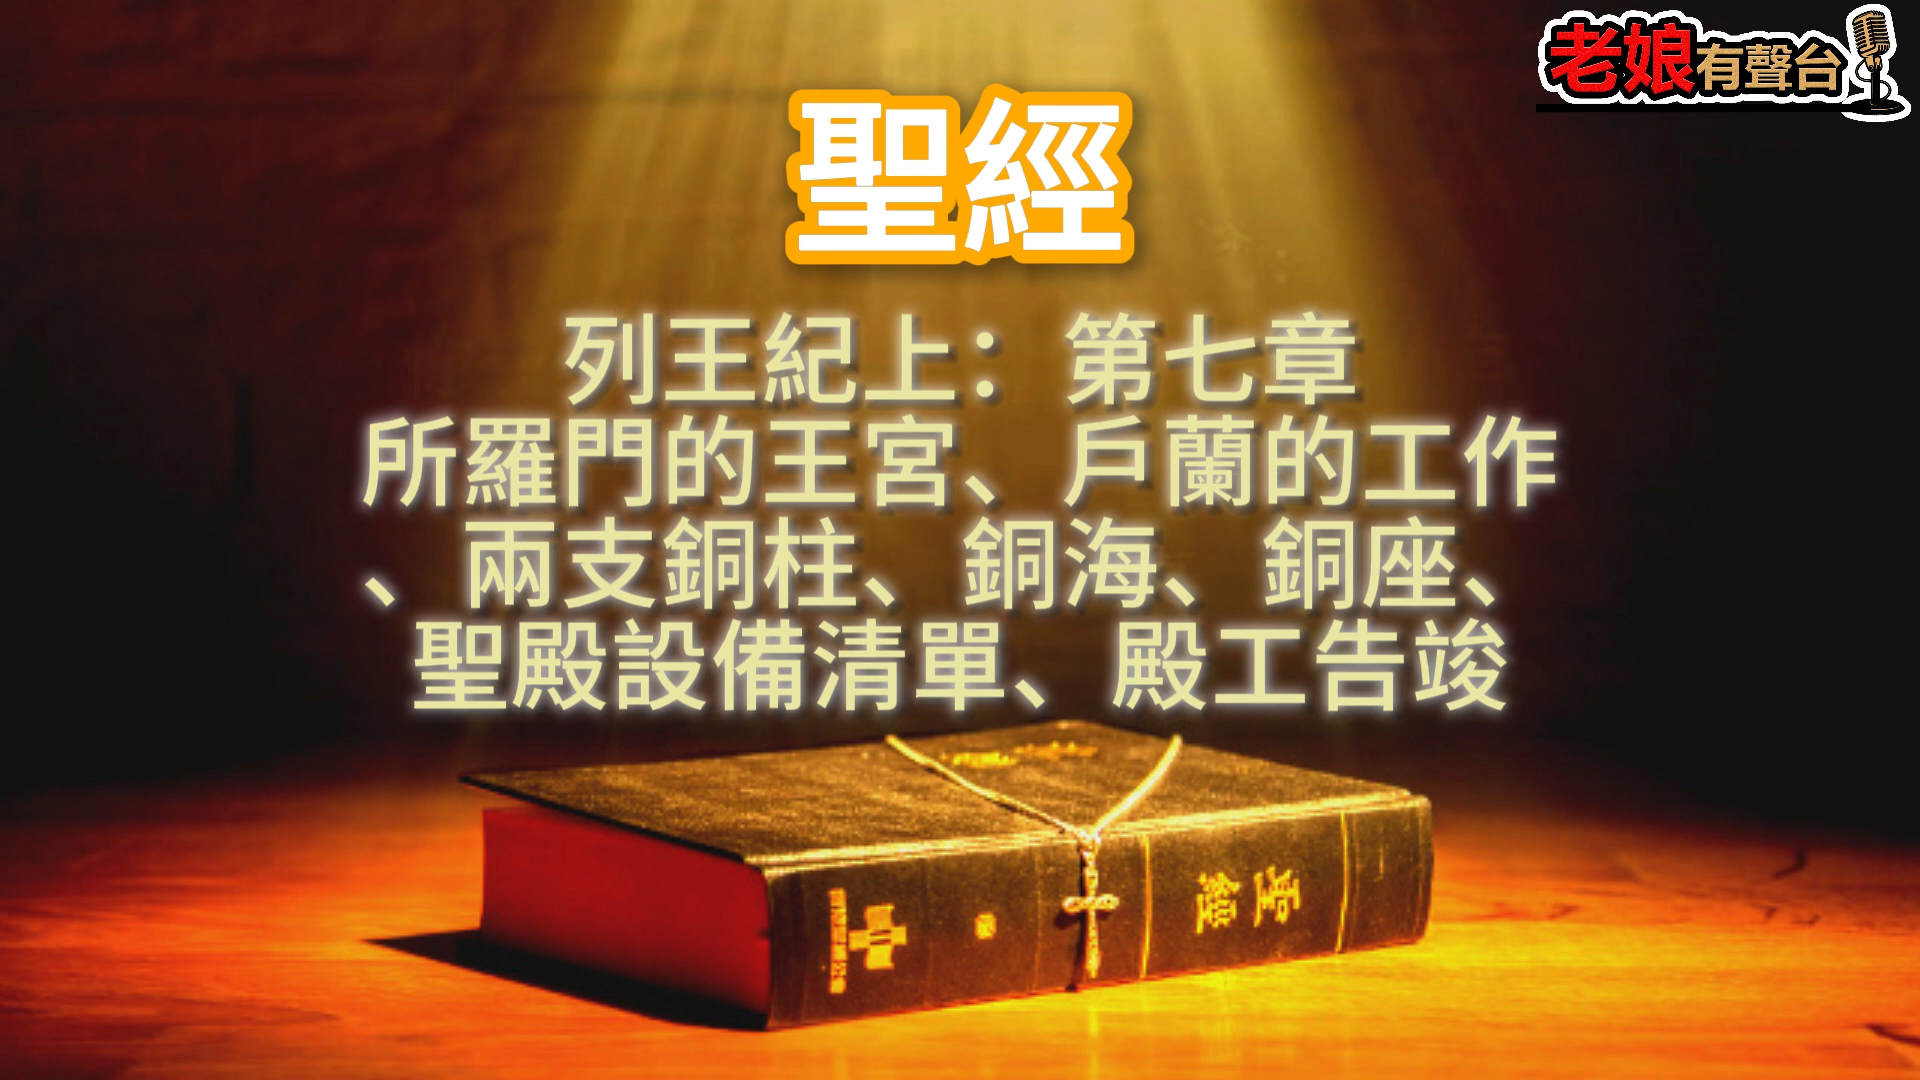 老娘有聲台
聖經
列王紀上：第七章
所羅門的王宮、戶蘭的工作
、兩支銅柱、銅海、銅座、
聖殿設備清單、殿工告竣
聖經